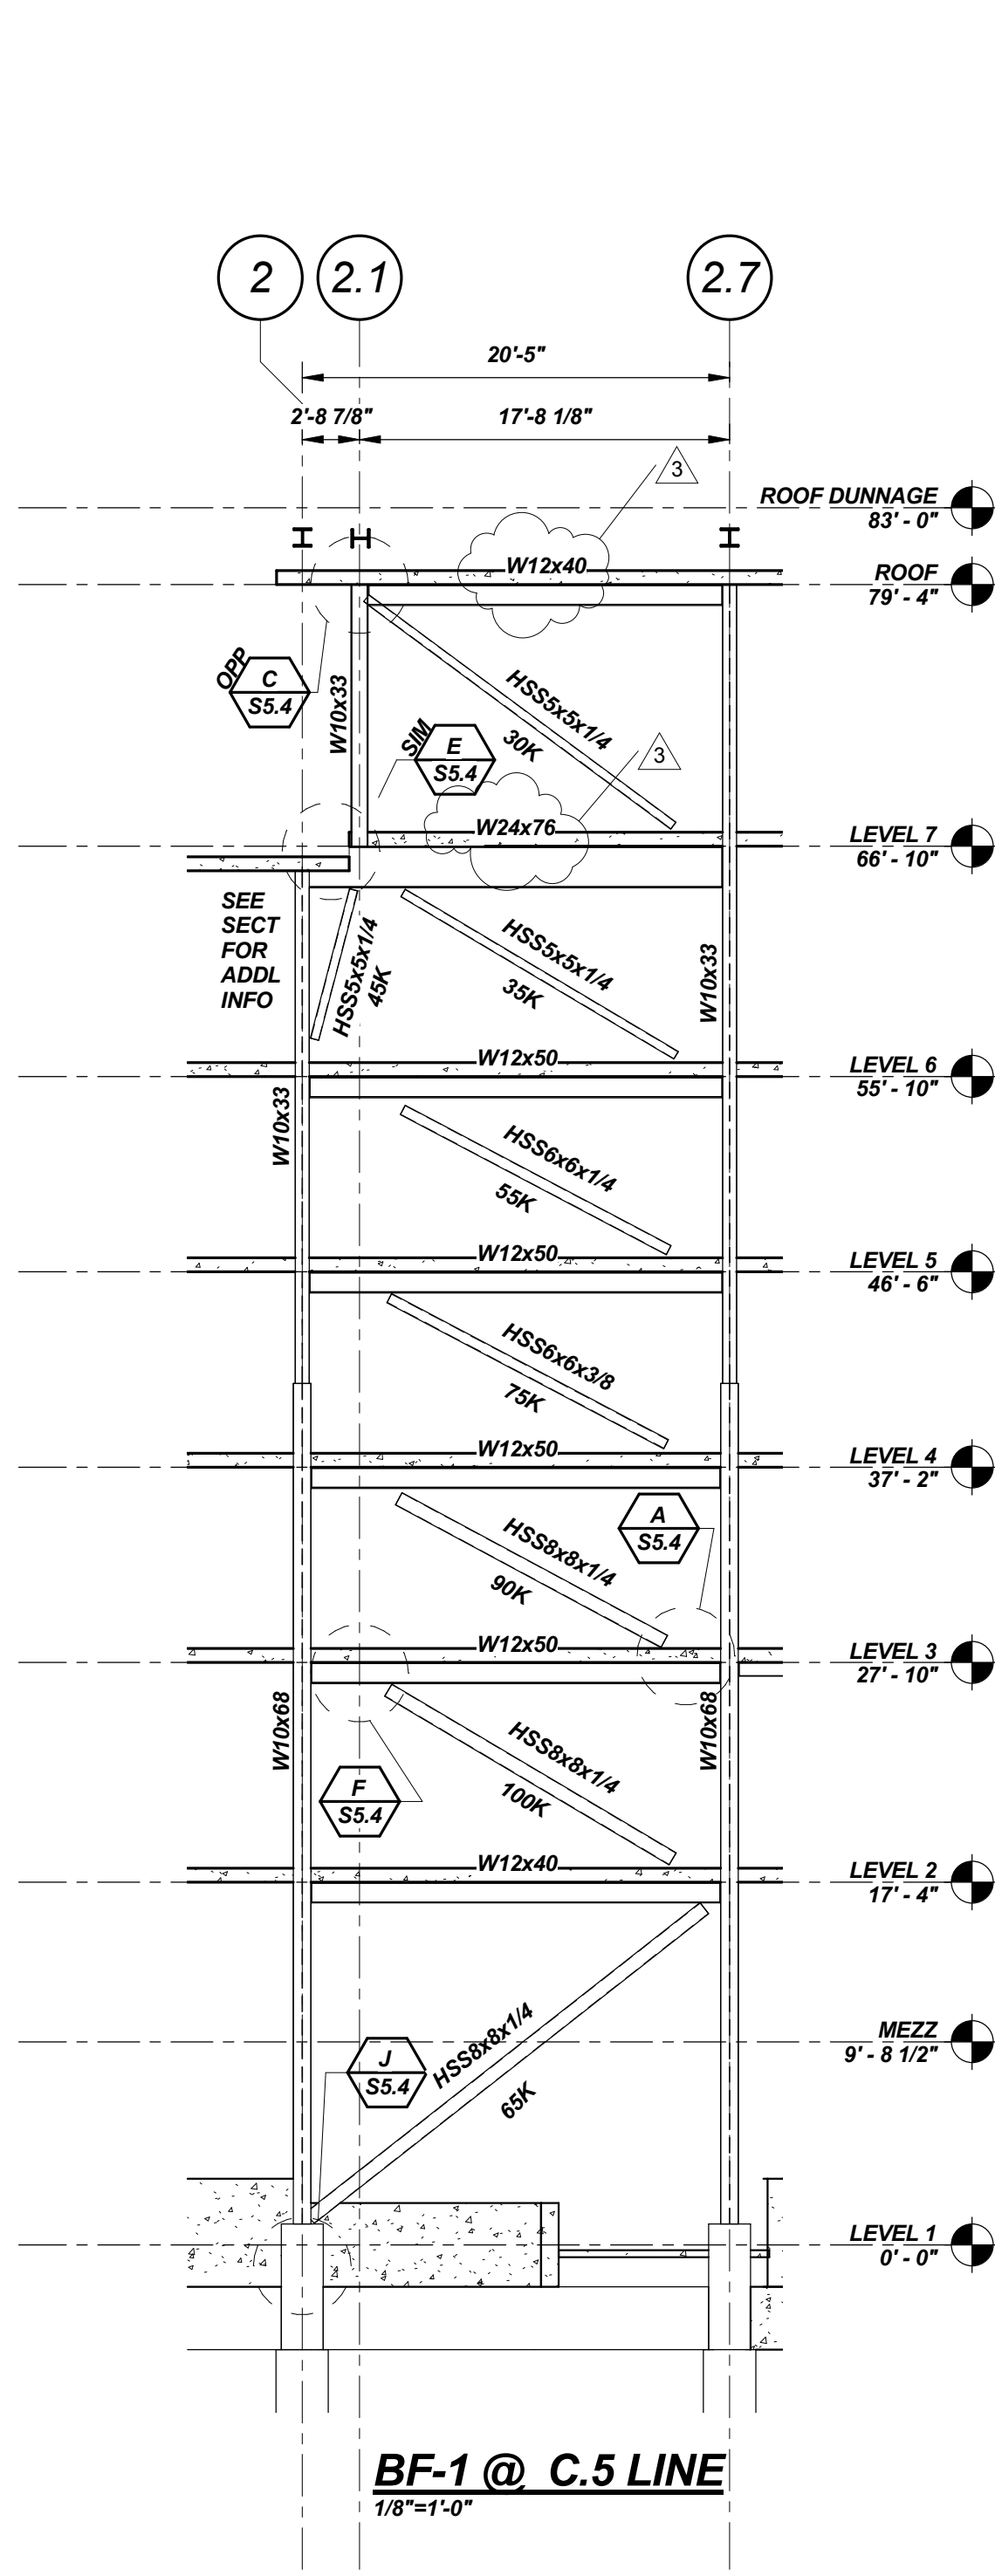 2
2.1
2.7
20'-5"
2'-8 7/8"
17'-8 1/8"
3
ROOF DUNNAGE
83' - 0"
W12x40
ROOF
79' - 4"
OPP
C
S5.4
W10x33
HSS5x5x1/4
30K
SIM
E
S5.4
3
W24x76
LEVEL 7
66' - 10"
SEE
SECT
FOR
ADDL
INFO
HSS5x5x1/4
45K
HSS5x5x1/4
35K
W10x33
W12x50
LEVEL 6
55' - 10"
W10x33
HSS6x6x1/4
55K
W12x50
LEVEL 5
46' - 6"
HSS6x6x3/8
75K
W12x50
LEVEL 4
37' - 2"
A
S5.4
HSS8x8x1/4
90K
W12x50
LEVEL 3
27' - 10"
W10x68
W10x68
HSS8x8x1/4
100K
F
S5.4
W12x40
LEVEL 2
17' - 4"
MEZZ
9' - 8 1/2"
J
S5.4
HSS8x8x1/4
65K
LEVEL 1
0' - 0"
BF-1 @ C.5 LINE
1/8"=1'-0"